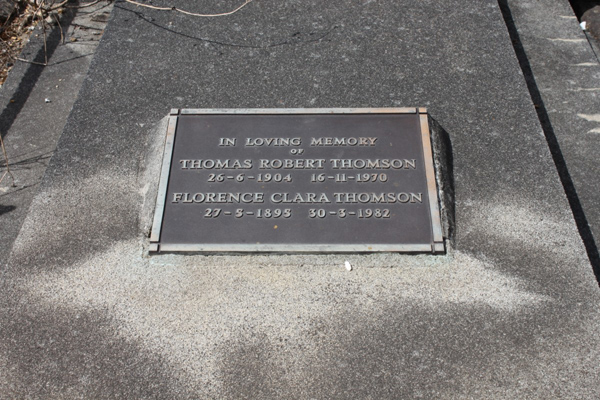 IN LOVING MEMORY
OF
THOMAS ROBERT THOMSON
26-6-1904 16-11-1970
FLORENCE CLARA THOMSON
27-5-1895 30-3-1982